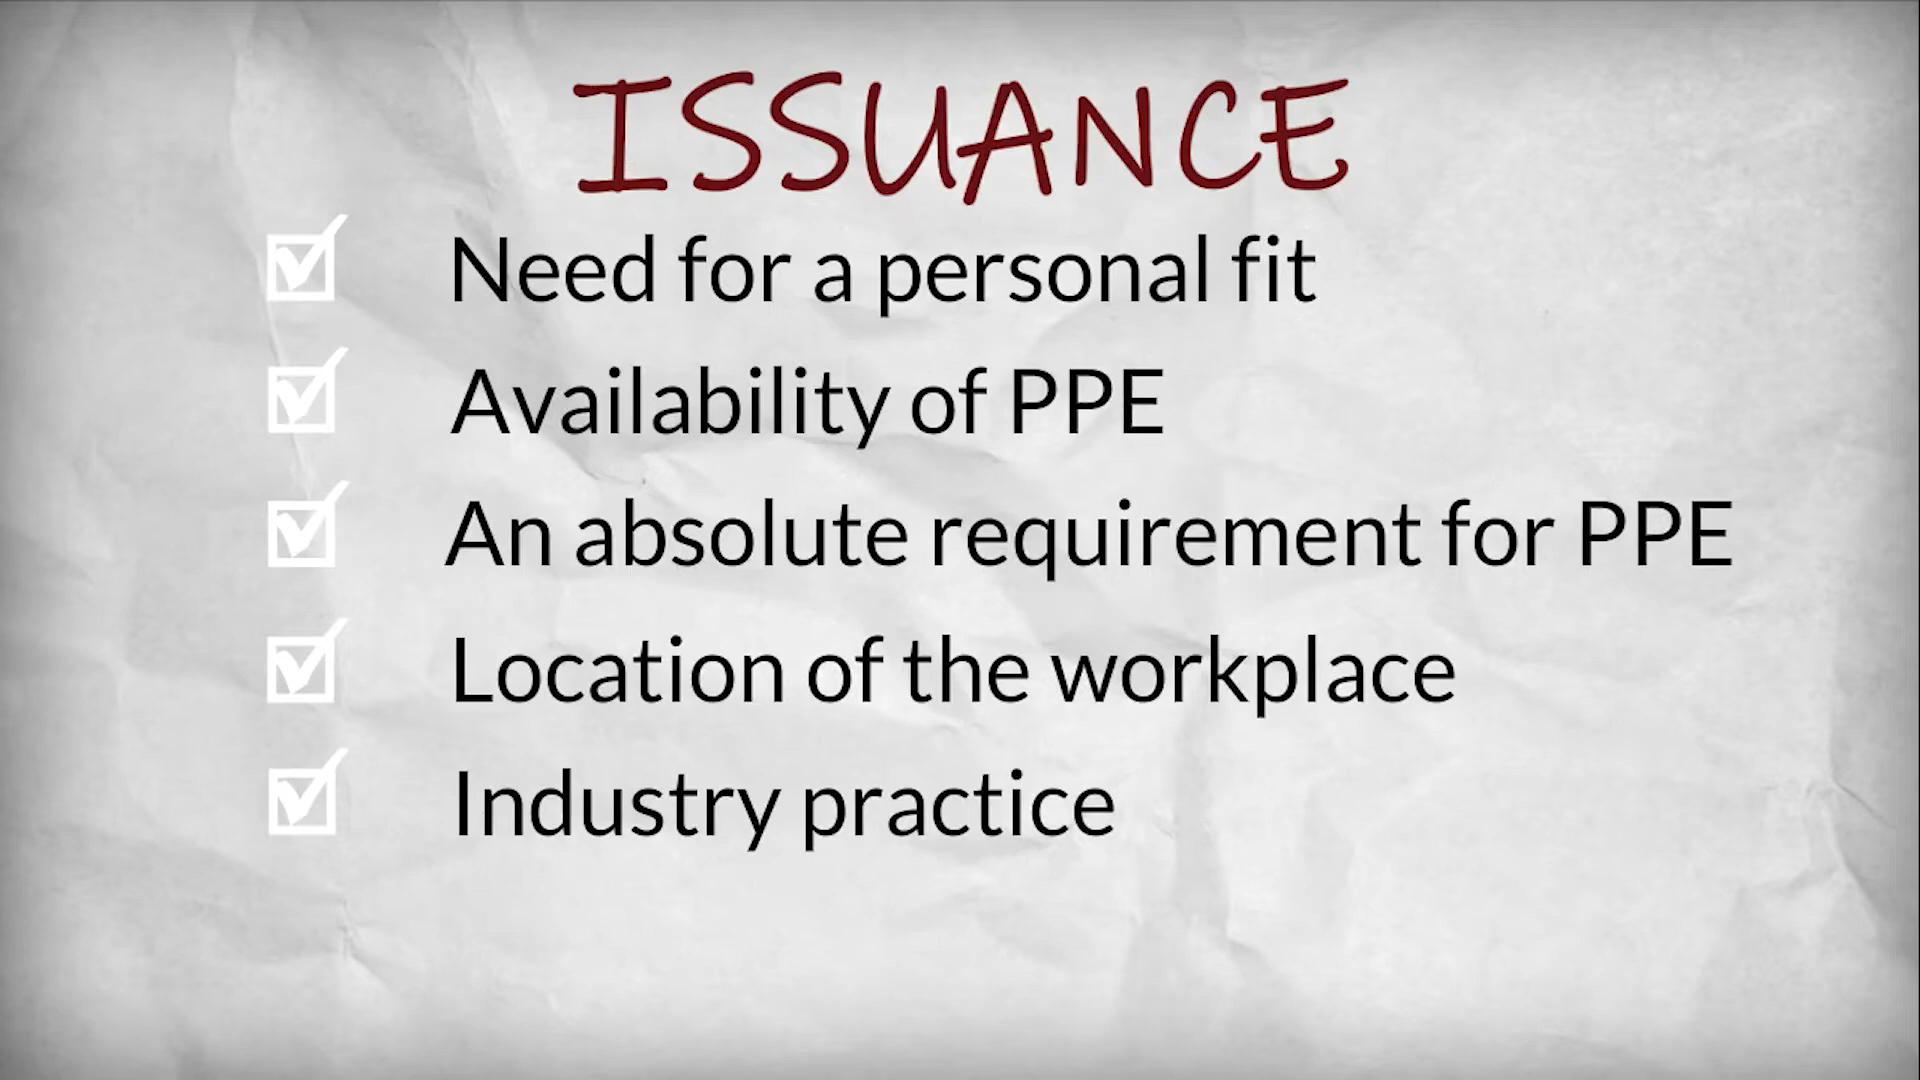 ISSUANCE
Need for a personal fit
Availability of PPE
An absolute requirement for PPE
Location of the workplace
Industry practice